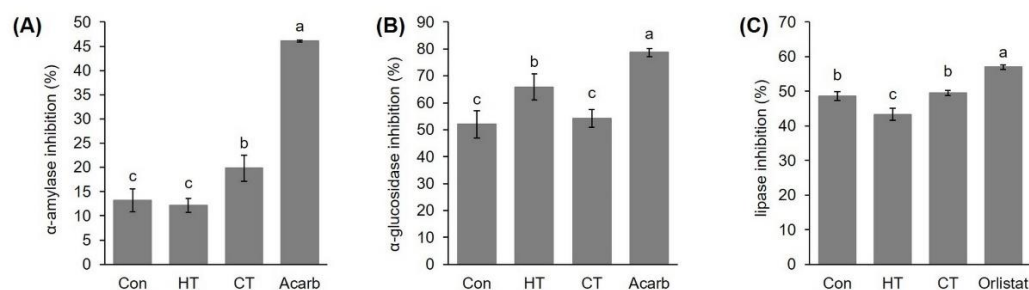 (A)
α-amylase inhibition (%)
50
45
40
35
30
25
20
15
10
5
0
c
c
b
a
Con HT CT Acarb
(B)
α-glucosidase inhibition (%)
90
80
70
60
50
40
30
20
10
0
c
b
c
a
Con HT CT Acarb
(C)
lipase inhibition (%)
70
60
50
40
30
20
10
0
b
c
b
a
Con HT CT Orlistat